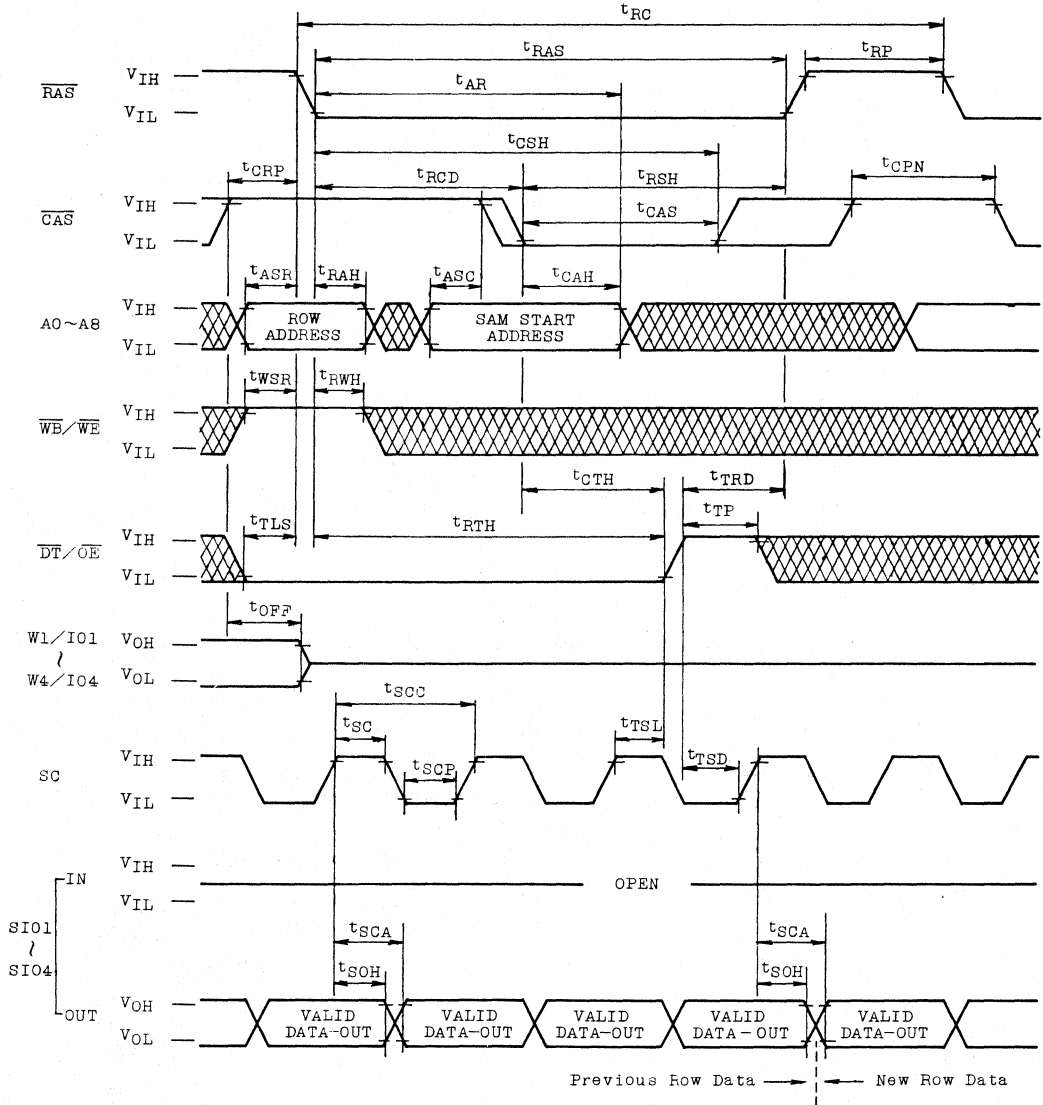 tRC
tRAS
tRP
RAS
VIH
VIL
tAR
tCSH
tCRP
tRCD
tRSH
tCPN
CAS
VIH
VIL
tCAS
tASR
tRAH
tASC
tCAH
A0~A8
VIH
VIL
ROW
ADDRESS
SAM START
ADDRESS
tWSR
tRWH
WB/WE
VIH
VIL
tCTH
tTRD
tTP
tTLS
tRTH
DT/OE
VIH
VIL
tOFF
W1/IO1
~
W4/IO4
VOH
VOL
tSCC
tSC
tSCP
tTSL
tTSD
SC
VIH
VIL
VIH
IN
VIL
OPEN
SIO1
~
SIO4
tSCA
tSOH
tSCA
tSOH
OUT
VOH
VOL
VALID
DATA-OUT
VALID
DATA-OUT
VALID
DATA-OUT
VALID
DATA-OUT
VALID
DATA-OUT
Previous Row Data
New Row Data